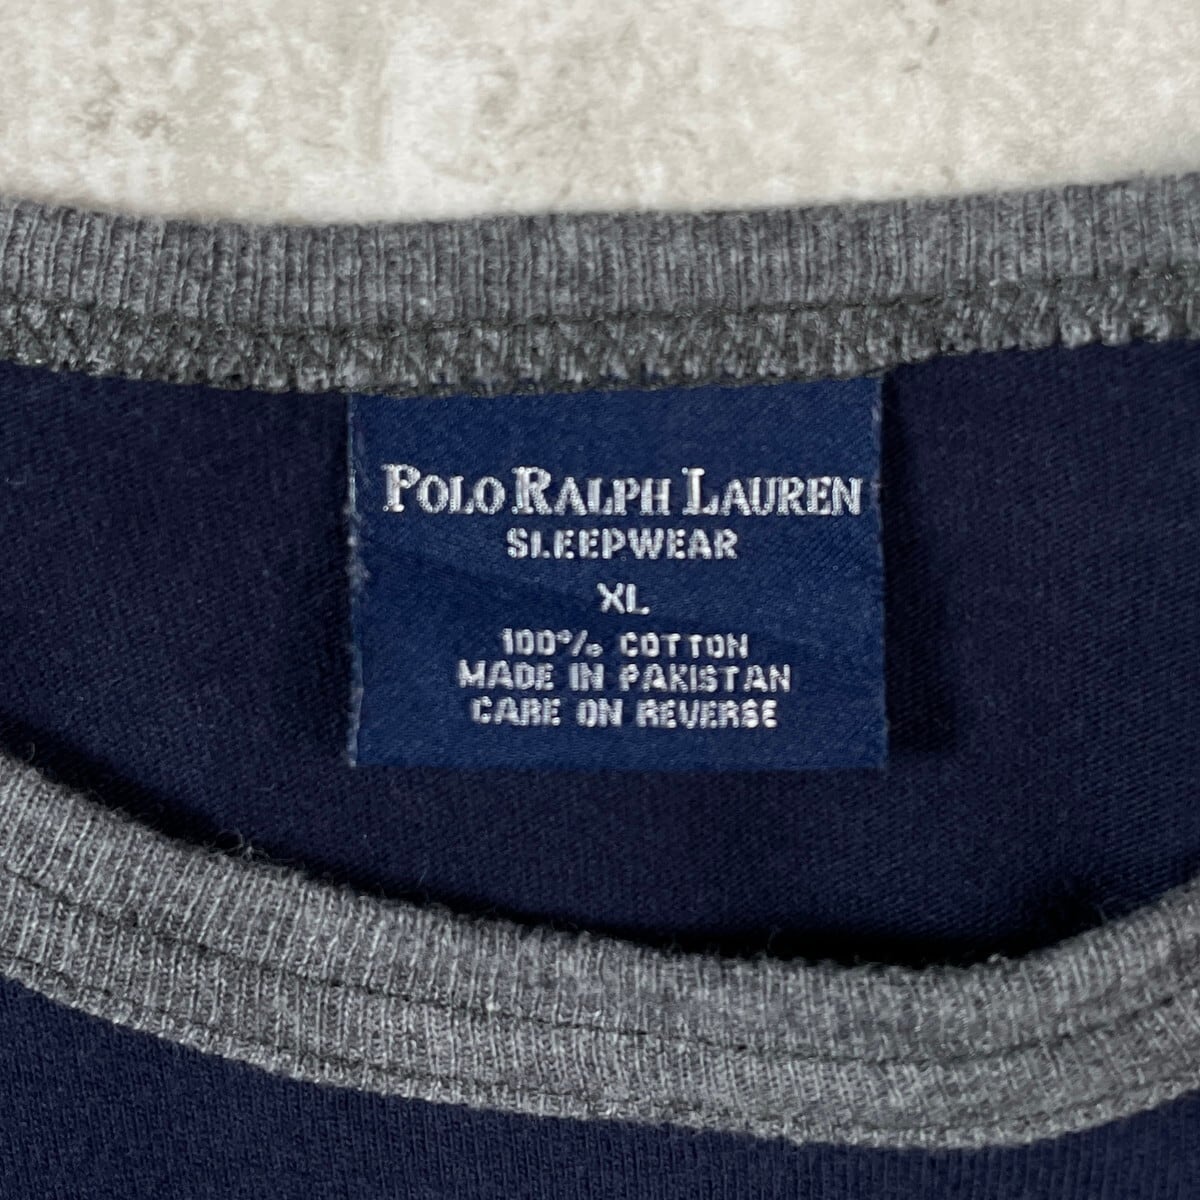 POLO RALPH LAUREN
SLEEPWEAR
XL
100% COTTON
MADE IN PAKISTAN
CARE ON REVERSE